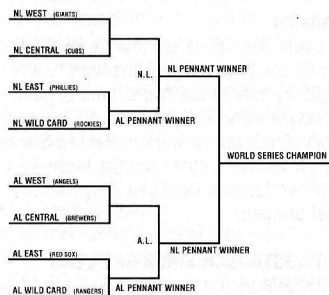 NL WEST (GIANTS)
NL CENTRAL (CUBS)
N.L.
NL PENNANT WINNER
NL EAST (PHILLIES)
NL WILD CARD (ROCKIES)
AL PENNANT WINNER
WORLD SERIES CHAMPION
AL WEST (ANGELS)
AL CENTRAL (BREWERS)
A.L.
NL PENNANT WINNER
AL EAST (RED SOX)
AL WILD CARD (RANGERS)
AL PENNANT WINNER